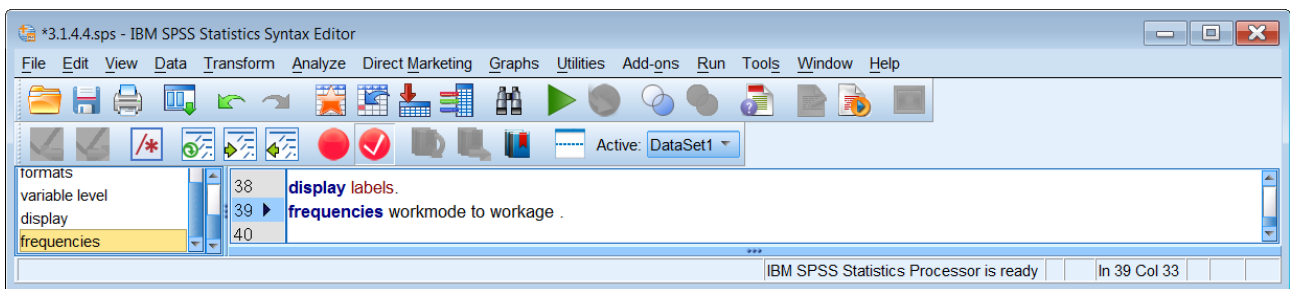 *3.1.4.4.sps - IBM SPSS Statistics Syntax Editor
File Edit View Data Transform Analyze Direct Marketing Graphs Utilities Add-ons Run Tools Window Help
Active: DataSet1
formats
variable level
display
frequencies
38 display labels.
39 frequencies workmode to workage .
40
IBM SPSS Statistics Processor is ready In 39 Col 33